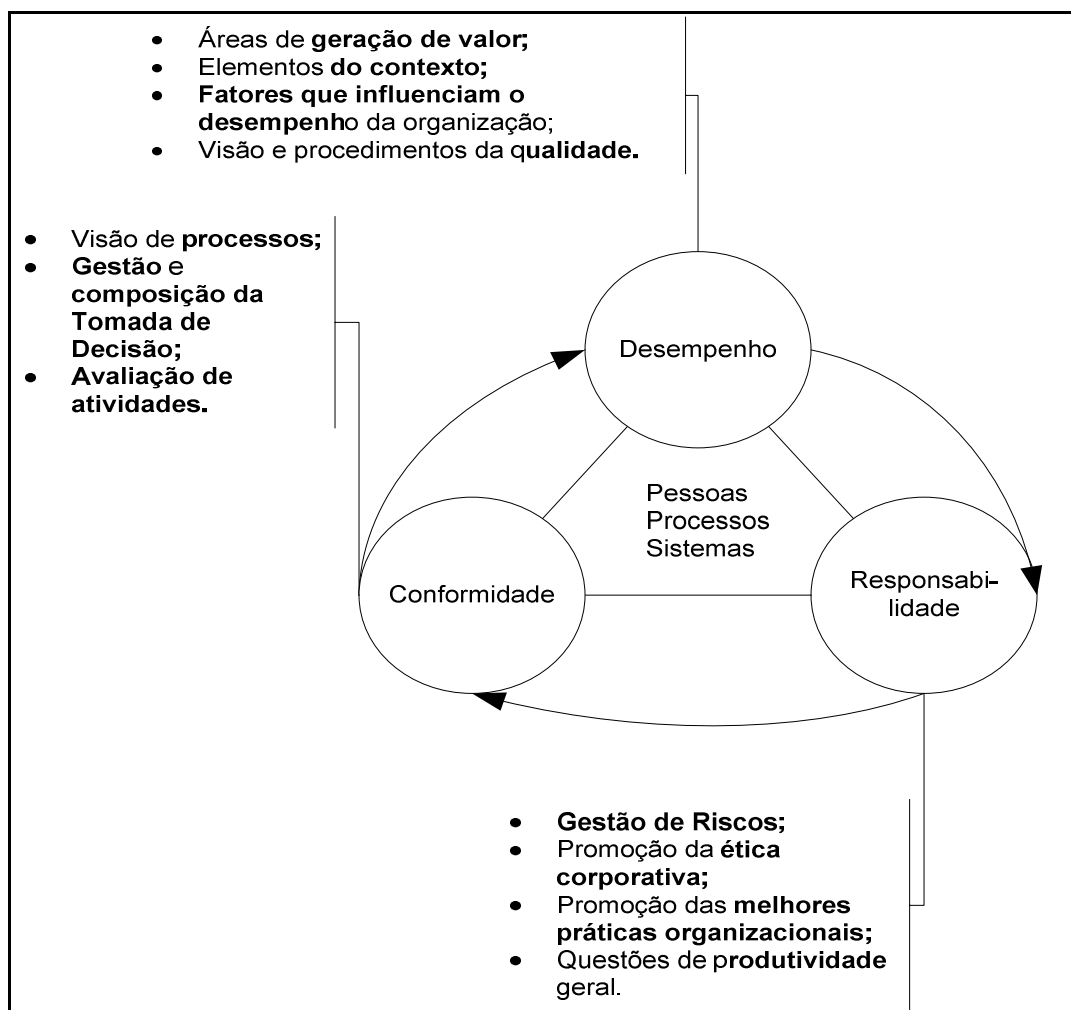 • Áreas de geração de valor;
• Elementos do contexto;
• Fatores que influenciam o
desempenho da organização;
• Visão e procedimentos da qualidade.
• Visão de processos;
• Gestão e
composição da
Tomada de
Decisão;
• Avaliação de
atividades.
Desempenho
Pessoas
Processos
Sistemas
Conformidade
Responsabi-
lidade
• Gestão de Riscos;
• Promoção da ética
corporativa;
• Promoção das melhores
práticas organizacionais;
• Questões de produtividade
geral.